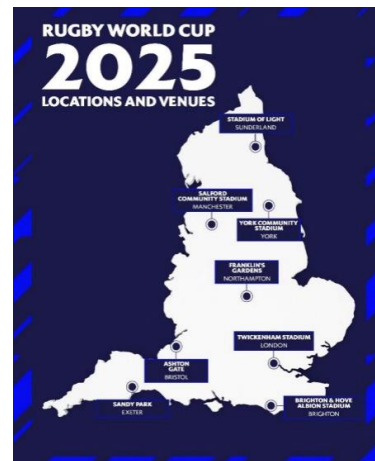 RUGBY WORLD CUP
2025
LOCATIONS AND VENUES
STADIUM OF LIGHT
SUNDERLAND
SALFORD
COMMUNITY STADIUM
MANCHESTER
YORK COMMUNITY
STADIUM
YORK
FRANKLIN'S
GARDENS
NORTHAMPTON
TWICKENHAM STADIUM
LONDON
ASHTON
GATE
BRISTOL
SANDY PARK
EXETER
BRIGHTON & HOVE
ALBION STADIUM
BRIGHTON